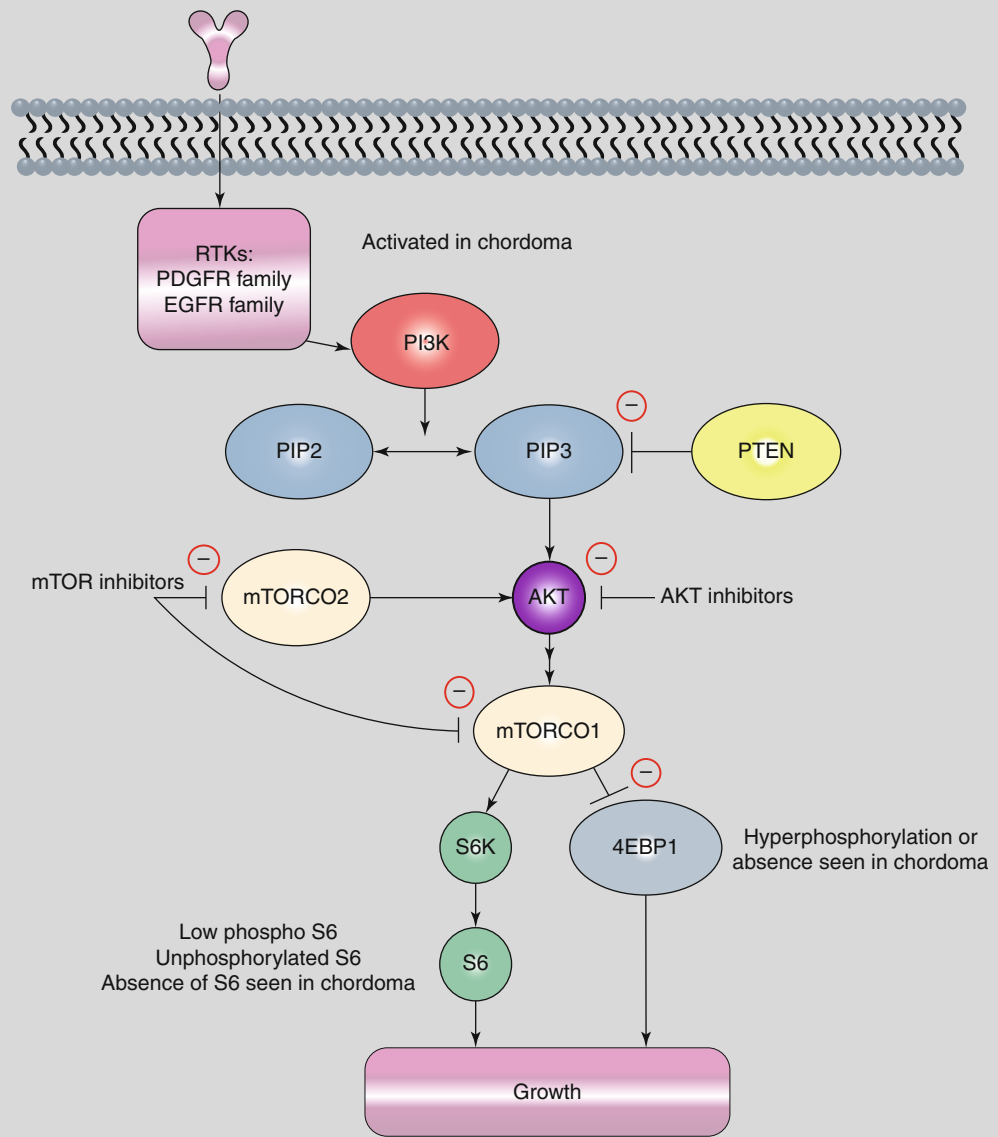 RTKs:
PDGFR family
EGFR family
Activated in chordoma
PI3K
PIP2
PIP3
−
PTEN
mTOR inhibitors
−
mTORCO2
AKT
−
AKT inhibitors
−
mTORCO1
−
S6K
4EBP1
Hyperphosphorylation or
absence seen in chordoma
Low phospho S6
Unphosphorylated S6
Absence of S6 seen in chordoma
S6
Growth